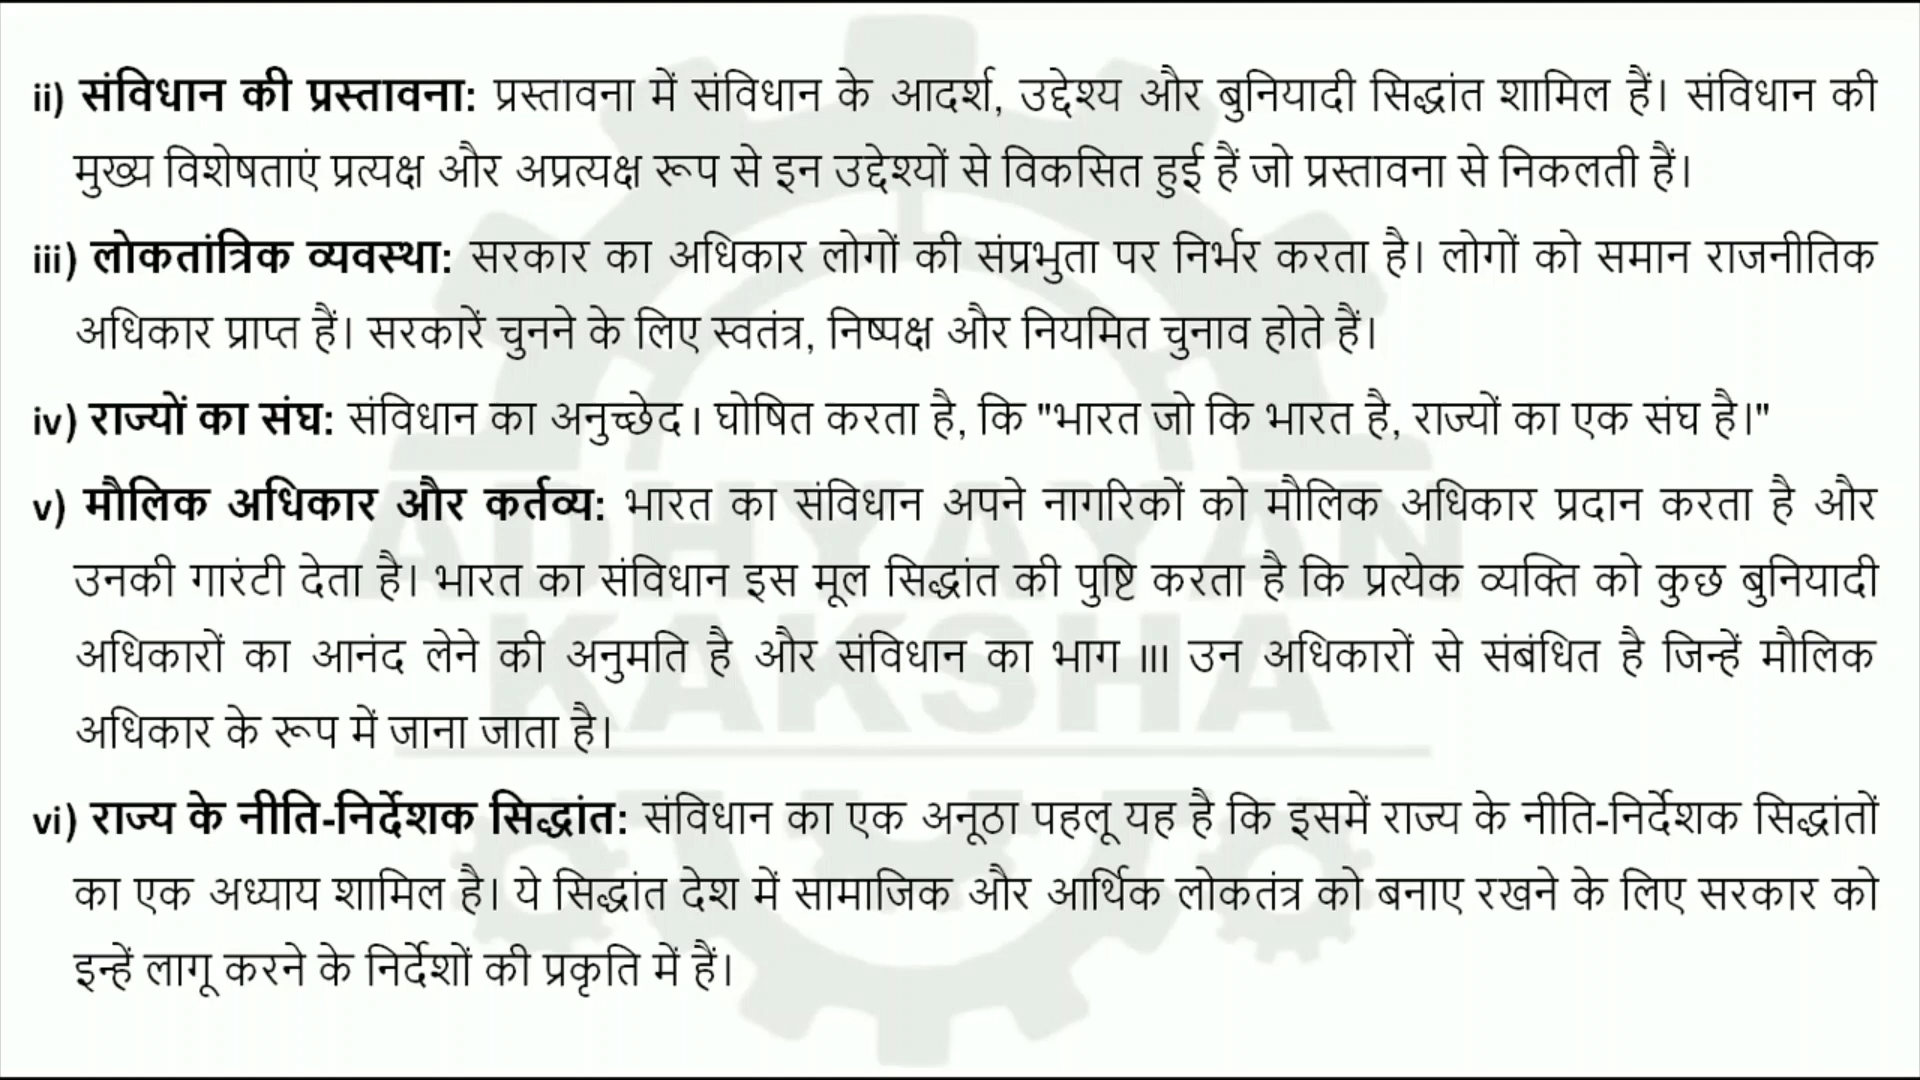 ii) संविधान की प्रस्तावना: प्रस्तावना में संविधान के आदर्श, उद्देश्य और बुनियादी सिद्धांत शामिल हैं। संविधान की
मुख्य विशेषताएं प्रत्यक्ष और अप्रत्यक्ष रूप से इन उद्देश्यों से विकसित हुई हैं जो प्रस्तावना से निकलती हैं।
iii) लोकतांत्रिक व्यवस्था: सरकार का अधिकार लोगों की संप्रभुता पर निर्भर करता है। लोगों को समान राजनीतिक
अधिकार प्राप्त हैं। सरकारें चुनने के लिए स्वतंत्र, निष्पक्ष और नियमित चुनाव होते हैं।
iv) राज्यों का संघ: संविधान का अनुच्छेद। घोषित करता है, कि "भारत जो कि भारत है, राज्यों का एक संघ है।"
v) मौलिक अधिकार और कर्तव्य: भारत का संविधान अपने नागरिकों को मौलिक अधिकार प्रदान करता है और
उनकी गारंटी देता है। भारत का संविधान इस मूल सिद्धांत की पुष्टि करता है कि प्रत्येक व्यक्ति को कुछ बुनियादी
अधिकारों का आनंद लेने की अनुमति है और संविधान का भाग III उन अधिकारों से संबंधित है जिन्हें मौलिक
अधिकार के रूप में जाना जाता है।
vi) राज्य के नीति-निर्देशक सिद्धांत: संविधान का एक अनूठा पहलू यह है कि इसमें राज्य के नीति-निर्देशक सिद्धांतों
का एक अध्याय शामिल है। ये सिद्धांत देश में सामाजिक और आर्थिक लोकतंत्र को बनाए रखने के लिए सरकार को
इन्हें लागू करने के निर्देशों की प्रकृति में हैं।
ADHYAYAN
KAKSHA